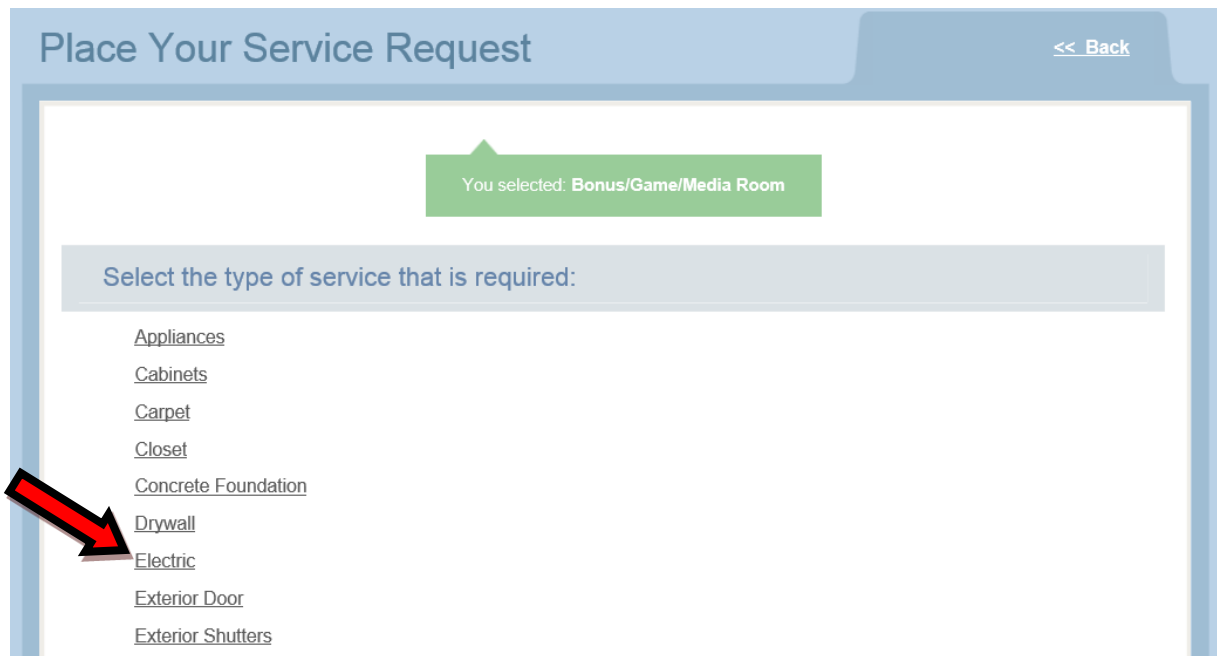 Place Your Service Request
<< Back
You selected: Bonus/Game/Media Room
Select the type of service that is required:
Appliances
Cabinets
Carpet
Closet
Concrete Foundation
Drywall
Electric
Exterior Door
Exterior Shutters